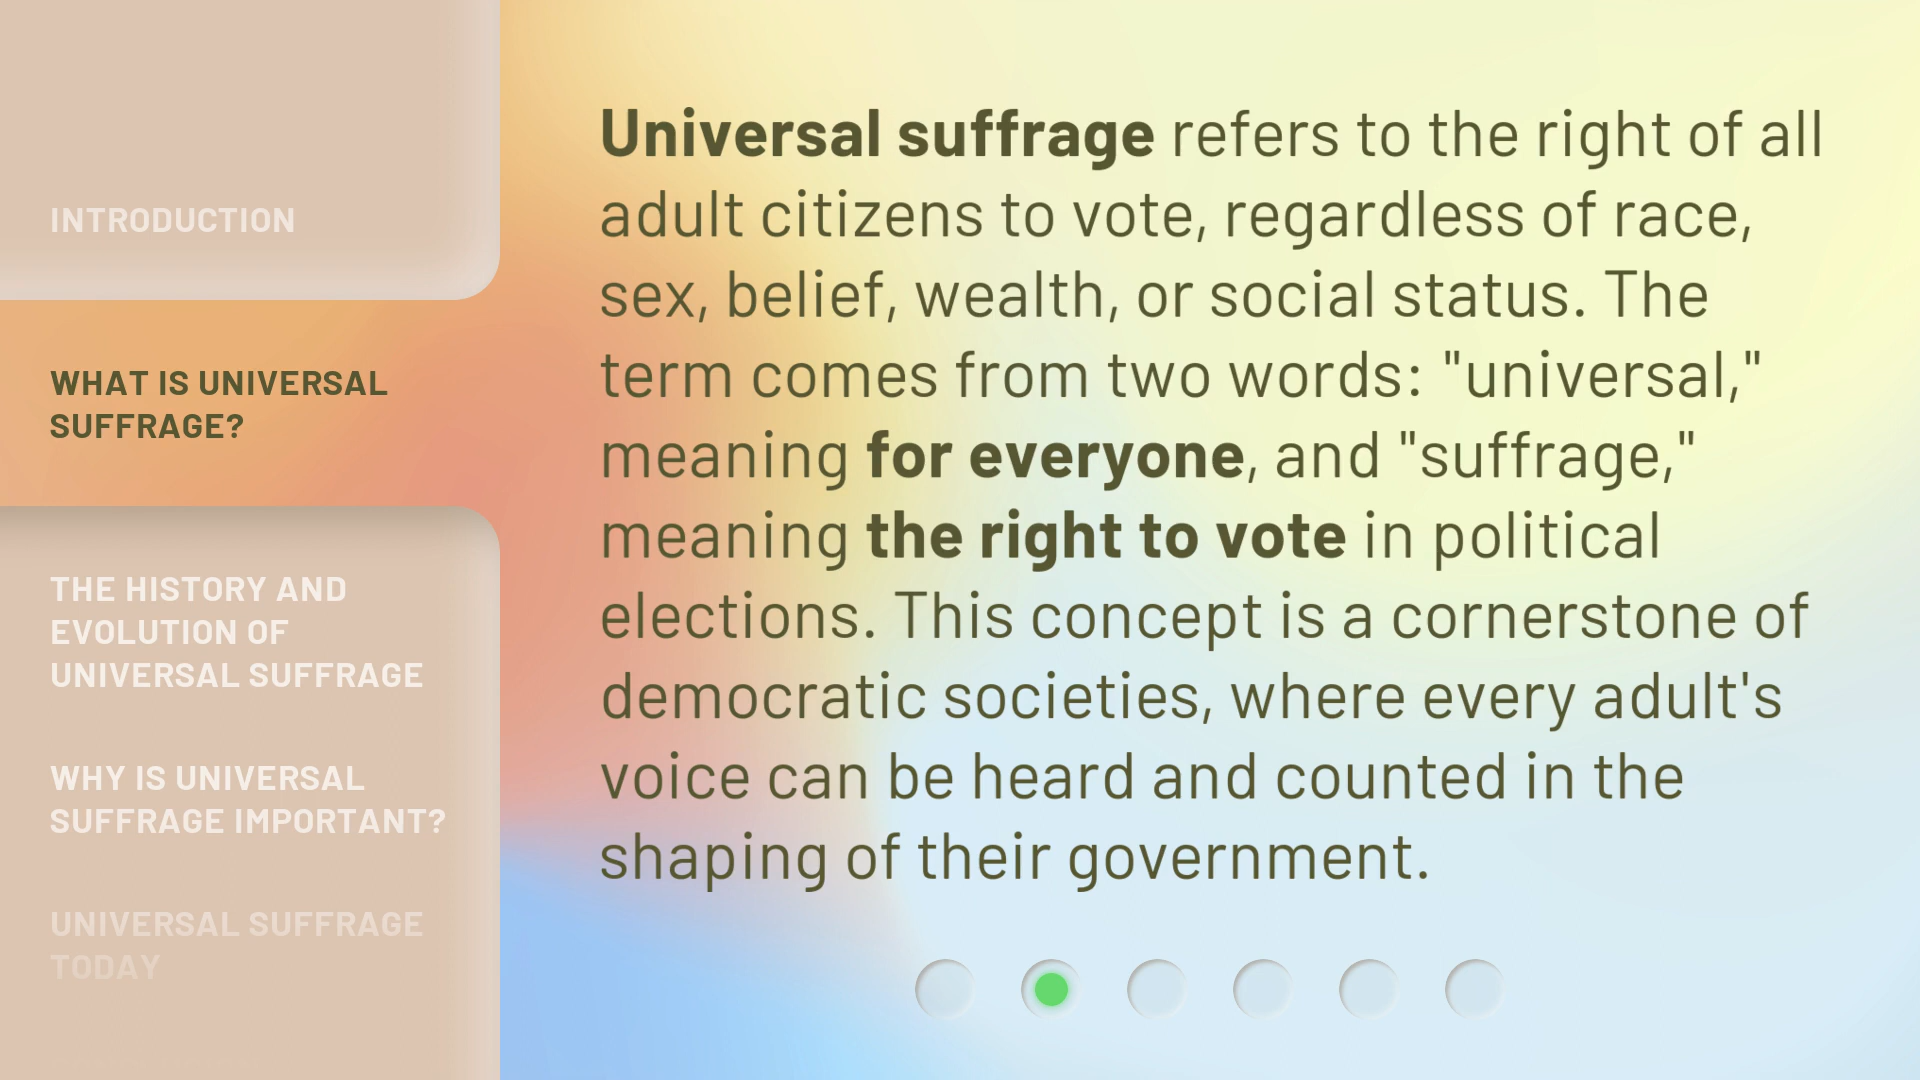 INTRODUCTION
WHAT IS UNIVERSAL
SUFFRAGE?
THE HISTORY AND
EVOLUTION OF
UNIVERSAL SUFFRAGE
WHY IS UNIVERSAL
SUFFRAGE IMPORTANT?
UNIVERSAL SUFFRAGE
TODAY
Universal suffrage refers to the right of all
adult citizens to vote, regardless of race,
sex, belief, wealth, or social status. The
term comes from two words: "universal,"
meaning for everyone, and "suffrage,"
meaning the right to vote in political
elections. This concept is a cornerstone of
democratic societies, where every adult's
voice can be heard and counted in the
shaping of their government.